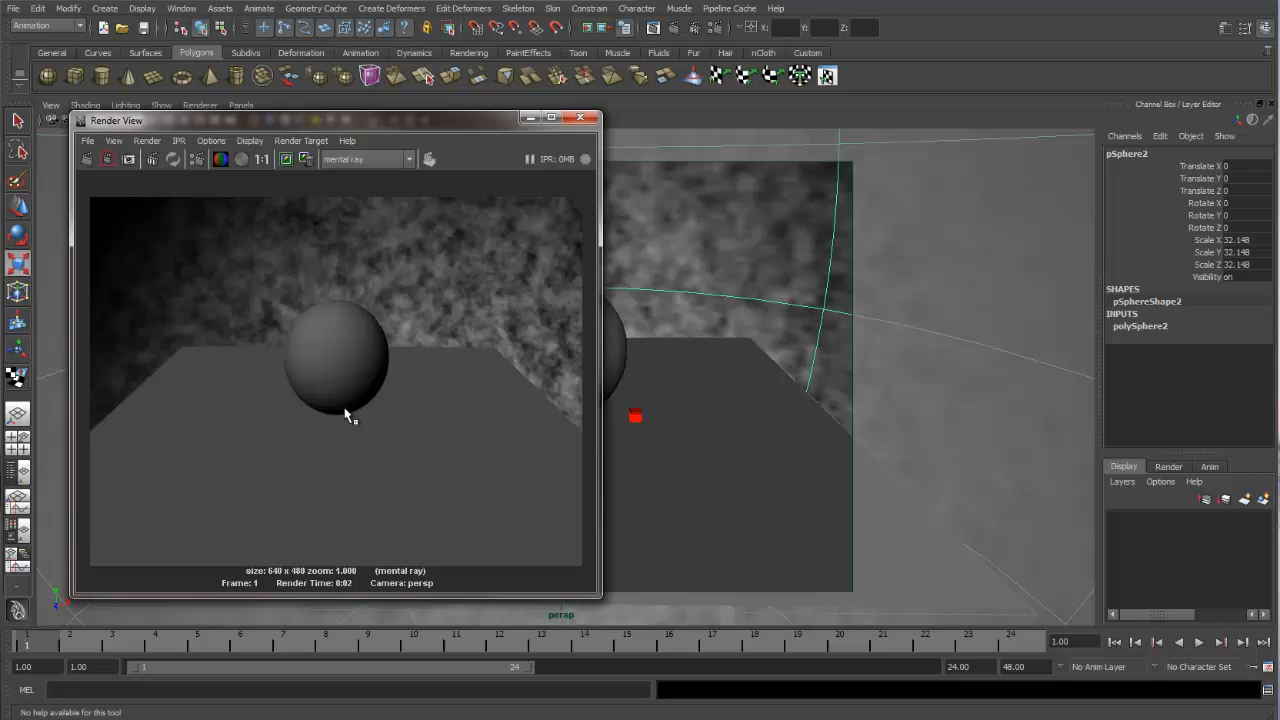 File Edit Modify Create Display Window Assets Animate Geometry Cache Create Deformers Edit Deformers Skeleton Skin Constrain Character Muscle Pipeline Cache Help
Animation X: Y: Z:
General Curves Surfaces Polygons Subdivs Deformation Animation Dynamics Rendering PaintEffects Toon Muscle Fluids Fur Hair nCloth Custom
View Shading Lighting Show Renderer Panels
Channel Box / Layer Editor
Render View
Channels Edit Object Show
File View Render IPR Options Display Render Target Help
pSphere2
1:1 mental ray IPR: 0MB
Translate X 0
Translate Y 0
Translate Z 0
Rotate X 0
Rotate Y 0
Rotate Z 0
Scale X 32.148
Scale Y 32.148
Scale Z 32.148
Visibility on
SHAPES
pSphereShape2
INPUTS
polySphere2
Display Render Anim
Layers Options Help
size: 640 x 480 zoom: 1.000 (mental ray)
Frame: 1 Render Time: 0:02 Camera: persp
Y
persp
1 2 3 4 5 6 7 8 9 10 11 12 13 14 15 16 17 18 19 20 21 22 23 24
1 1.00
1.00 1.00 1 24 24.00 48.00 No Anim Layer No Character Set
MEL
No help available for this tool